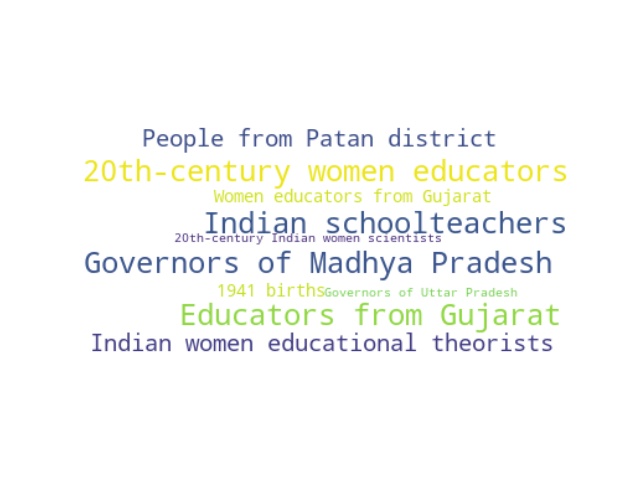 People from Patan district
20th-century women educators
Women educators from Gujarat
Indian schoolteachers
20th-century Indian women scientists
Governors of Madhya Pradesh
1941 births
Governors of Uttar Pradesh
Educators from Gujarat
Indian women educational theorists